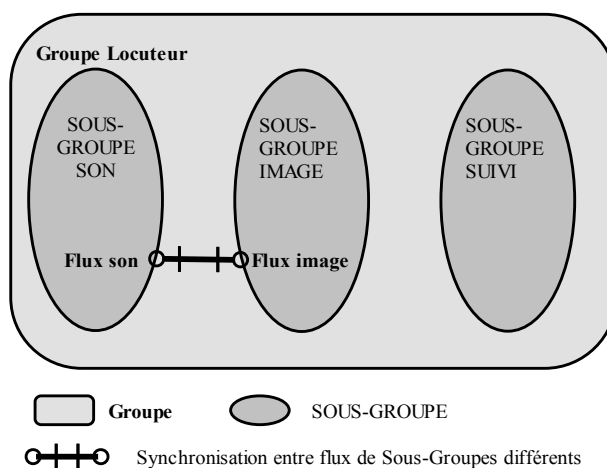 Groupe Locuteur
SOUS-
GROUPE
SON
SOUS-
GROUPE
IMAGE
SOUS-
GROUPE
SUIVI
Flux son
Flux image
Groupe
SOUS-GROUPE
Synchronisation entre flux de Sous-Groupes différents